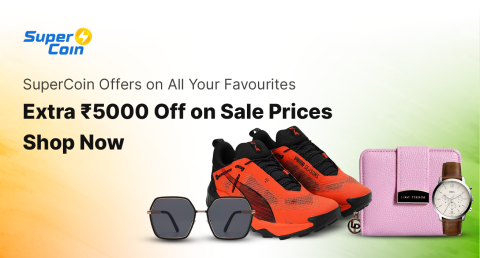 Super
Coin
SuperCoin Offers on All Your Favourites
Extra ₹5000 Off on Sale Prices
Shop Now